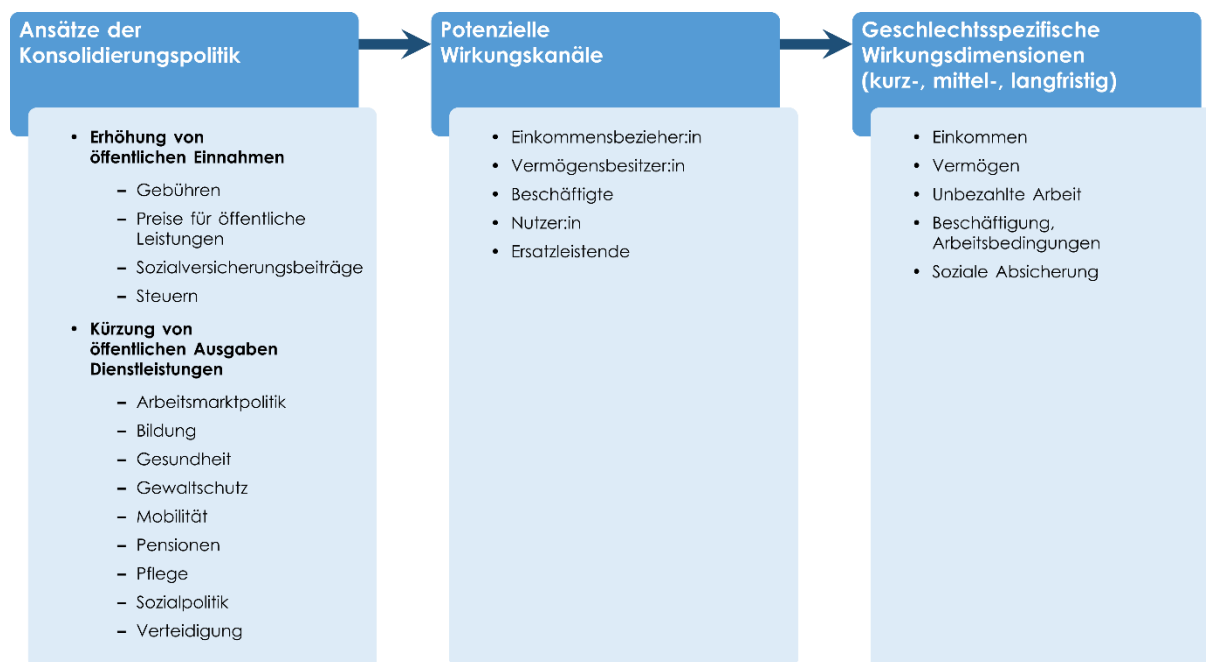 Ansätze der
Konsolidierungspolitik
• Erhöhung von
öffentlichen Einnahmen
– Gebühren
– Preise für öffentliche
Leistungen
– Sozialversicherungsbeiträge
– Steuern
• Kürzung von
öffentlichen Ausgaben
Dienstleistungen
– Arbeitsmarktpolitik
– Bildung
– Gesundheit
– Gewaltschutz
– Mobilität
– Pensionen
– Pflege
– Sozialpolitik
– Verteidigung
Potenzielle
Wirkungskanäle
• Einkommensbezieher:in
• Vermögensbesitzer:in
• Beschäftigte
• Nutzer:in
• Ersatzleistende
Geschlechtsspezifische
Wirkungsdimensionen
(kurz-, mittel-, langfristig)
• Einkommen
• Vermögen
• Unbezahlte Arbeit
• Beschäftigung,
Arbeitsbedingungen
• Soziale Absicherung